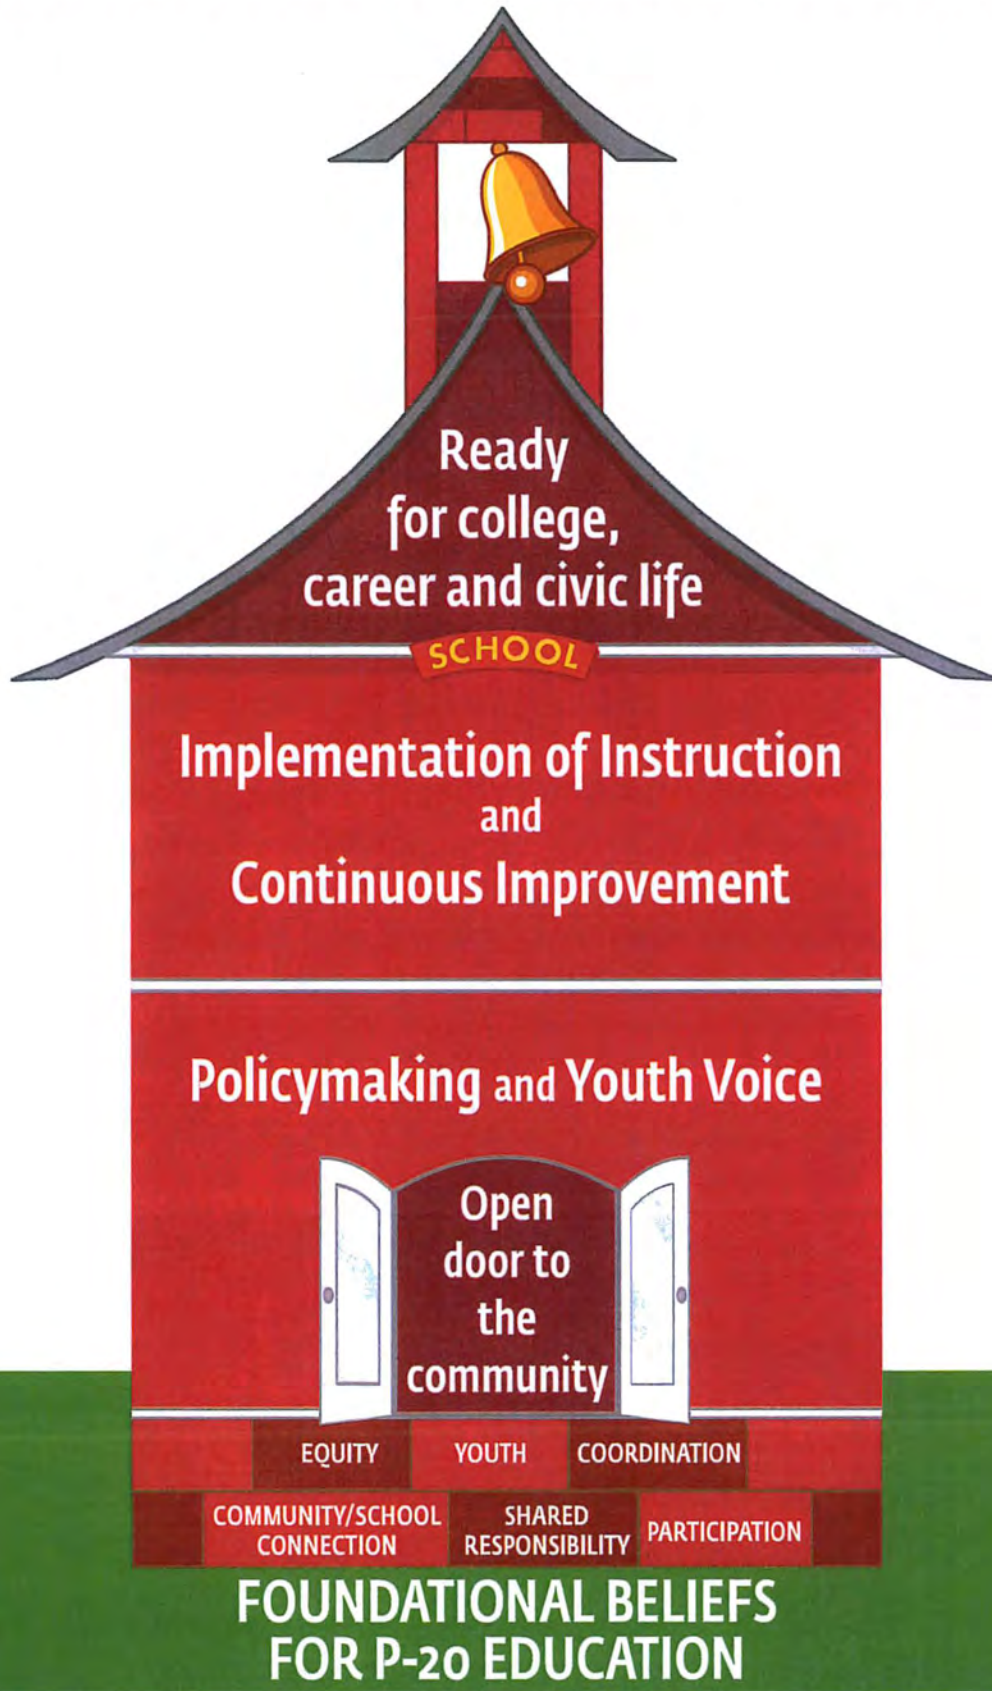 Ready
for college,
career and civic life
SCHOOL
Implementation of Instruction
and
Continuous Improvement
Policymaking and Youth Voice
Open
door to
the
community
EQUITY YOUTH COORDINATION
COMMUNITY/SCHOOL
CONNECTION
SHARED
RESPONSIBILITY
PARTICIPATION
FOUNDATIONAL BELIEFS
FOR P-20 EDUCATION